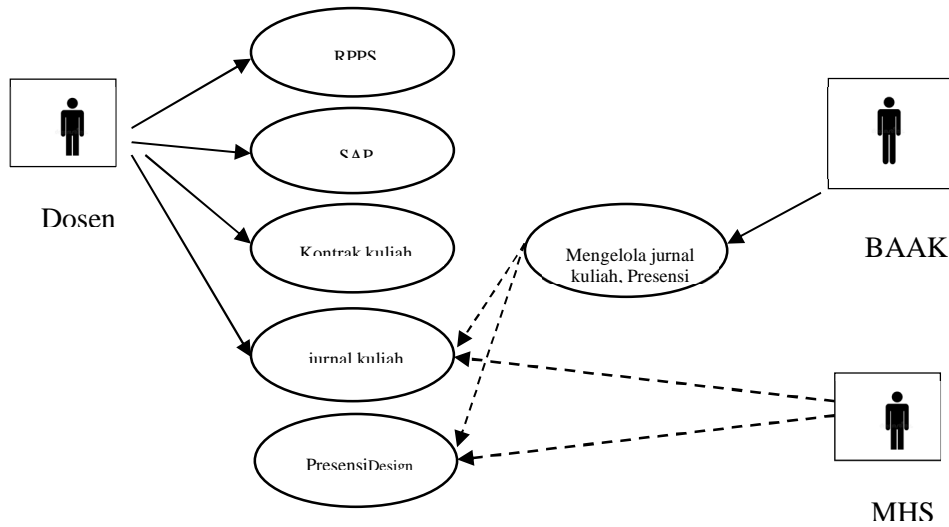 RPPS
SAP
Dosen
Kontrak kuliah
Mengelola jurnal
kuliah, Presensi
BAAK
jurnal kuliah
PresensiDesign
MHS